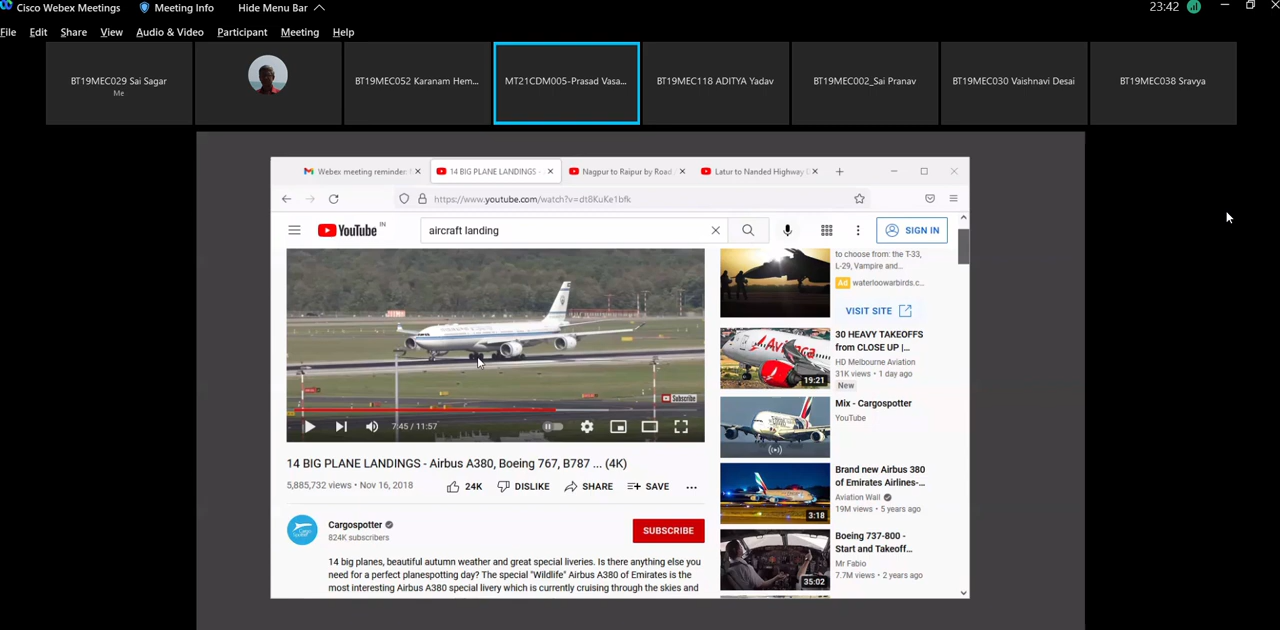 Cisco Webex Meetings Meeting Info Hide Menu Bar 23:42
File Edit Share View Audio & Video Participant Meeting Help
BT19MEC029 Sai Sagar
Me
BT19MEC052 Karanam Hem...
MT21CDM005-Prasad Vasa...
BT19MEC118 ADITYA Yadav
BT19MEC002_Sai Pranav
BT19MEC030 Vaishnavi Desai
BT19MEC038 Sravya
Webex meeting reminder
14 BIG PLANE LANDINGS -
Nagpur to Raipur by Road
Latur to Nanded Highway
https://www.youtube.com/watch?v=dt8KuKe1bfk
YouTube IN
aircraft landing
SIGN IN
Subscribe
7:45 / 11:57
14 BIG PLANE LANDINGS - Airbus A380, Boeing 767, B787 ... (4K)
5,885,732 views • Nov 16, 2018
24K DISLIKE SHARE SAVE ...
Cargospotter
824K subscribers
SUBSCRIBE
14 big planes, beautiful autumn weather and great special liveries. Is there anything else you
need for a perfect planespotting day? The special "Wildlife" Airbus A380 of Emirates is the
most interesting Airbus A380 special livery which is currently cruising through the skies and
to choose from: the T-33,
L-29, Vampire and...
Ad waterloowarbirds.c...
VISIT SITE
Avianca
19:21
30 HEAVY TAKEOFFS
from CLOSE UP |...
HD Melbourne Aviation
31K views • 1 day ago
New
Mix - Cargospotter
YouTube
3:18
Brand new Airbus 380
of Emirates Airlines-...
Aviation Wall
19M views • 5 years ago
35:02
Boeing 737-800 -
Start and Takeoff...
Mr Fabio
7.7M views • 2 years ago